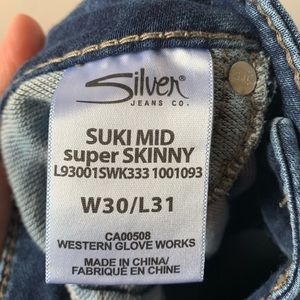 Silver
JEANS CO.
SUKI MID
super SKINNY
L93001SWK333 1001093
W30/L31
CA00508
WESTERN GLOVE WORKS
MADE IN CHINA/
FABRIQUÉ EN CHINE